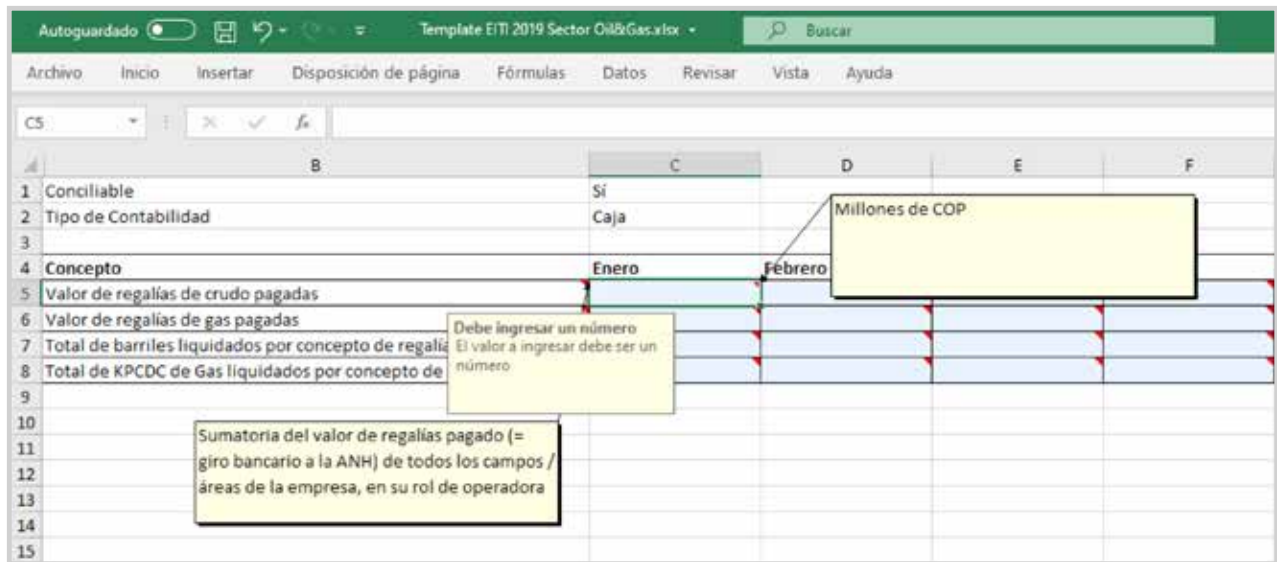 Autoguardado Template EITI 2019 Sector Oil&Gas.xlsx Buscar
Archivo Inicio Insertar Disposición de página Fórmulas Datos Revisar Vista Ayuda
C5 fx
B C D E F
1 Conciliable Sí
2 Tipo de Contabilidad Caja
Millones de COP
3
4 Concepto Enero Febrero
5 Valor de regalías de crudo pagadas
6 Valor de regalías de gas pagadas
7 Total de barriles liquidados por concepto de
8 Total de KPCDC de Gas liquidados por concepto de
Debe ingresar un número
El valor a ingresar debe ser un
número
9
10
11
12
13
14
15
Sumatoria del valor de regalías pagado (=
giro bancario a la ANH) de todos los campos /
áreas de la empresa, en su rol de operadora